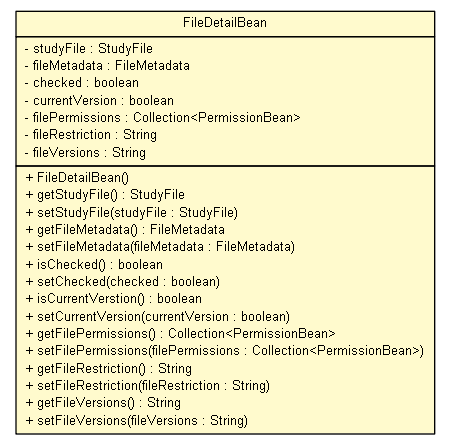 FileDetailBean
- studyFile : StudyFile
- fileMetadata : FileMetadata
- checked : boolean
- currentVersion : boolean
- filePermissions : Collection<PermissionBean>
- fileRestriction : String
- fileVersions : String
+ FileDetailBean()
+ getStudyFile() : StudyFile
+ setStudyFile(studyFile : StudyFile)
+ getFileMetadata() : FileMetadata
+ setFileMetadata(fileMetadata : FileMetadata)
+ isChecked() : boolean
+ setChecked(checked : boolean)
+ isCurrentVerstion() : boolean
+ setCurrentVersion(currentVersion : boolean)
+ getFilePermissions() : Collection<PermissionBean>
+ setFilePermissions(filePermissions : Collection<PermissionBean>)
+ getFileRestriction() : String
+ setFileRestriction(fileRestriction : String)
+ getFileVersions() : String
+ setFileVersions(fileVersions : String)